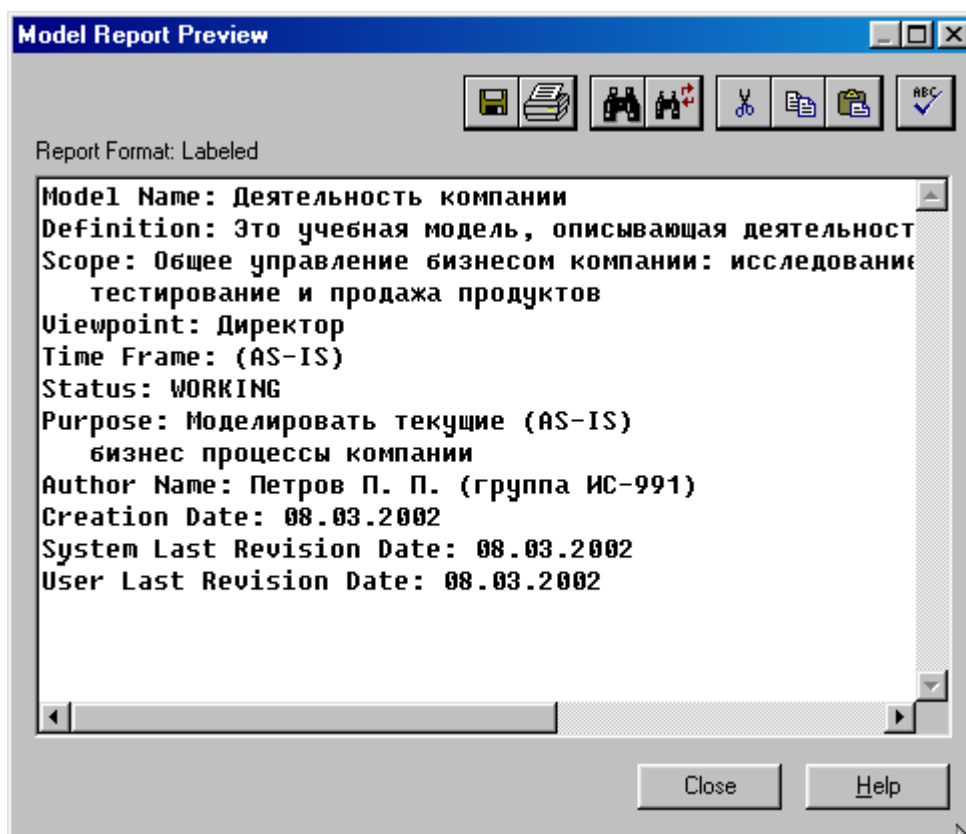 Model Report Preview
ABC
Report Format: Labeled
Model Name: Деятельность компании
Definition: Это учебная модель, описывающая деятельност
Scope: Общее управление бизнесом компании: исследование
тестирование и продажа продуктов
Viewpoint: Директор
Time Frame: (AS-IS)
Status: WORKING
Purpose: Моделировать текущие (AS-IS)
бизнес процессы компании
Author Name: Петров П. П. (группа ИС-991)
Creation Date: 08.03.2002
System Last Revision Date: 08.03.2002
User Last Revision Date: 08.03.2002
Close Help